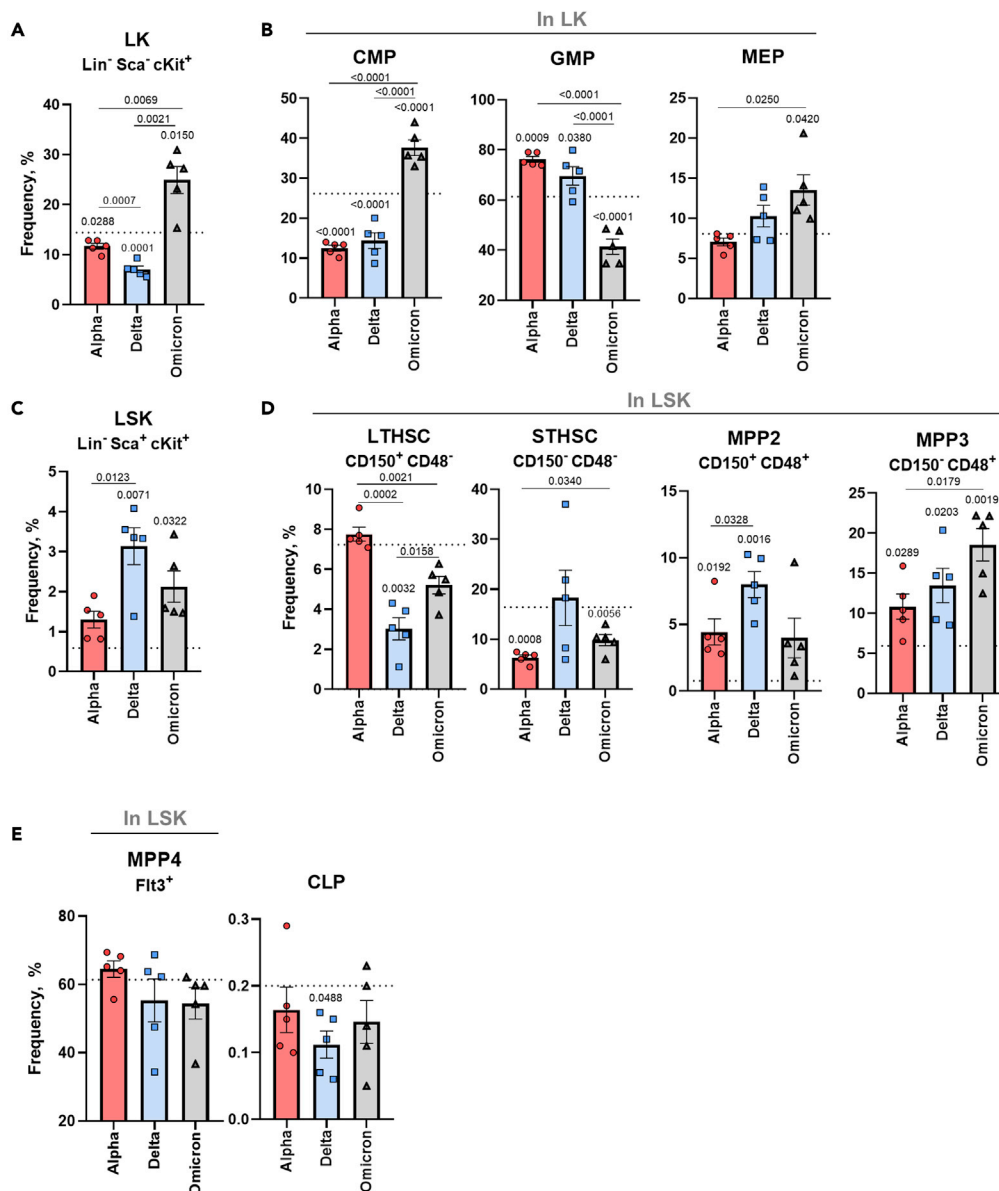 A
LK
Lin- Sca- cKit+
Frequency, %
40
30
20
10
0
0.0069
0.0021
0.0150
0.0007
0.0288
0.0001
Alpha
Delta
Omicron
B
In LK
CMP
50
40
30
20
10
0
<0.0001
<0.0001
<0.0001
<0.0001
<0.0001
Alpha
Delta
Omicron
GMP
100
80
60
40
20
<0.0001
<0.0001
0.0009
0.0380
<0.0001
Alpha
Delta
Omicron
MEP
25
20
15
10
5
0
0.0250
0.0420
Alpha
Delta
Omicron
C
LSK
Lin- Sca+ cKit+
Frequency, %
5
4
3
2
1
0
0.0123
0.0071
0.0322
Alpha
Delta
Omicron
D
In LSK
LTHSC
CD150+ CD48-
10
8
6
4
2
0
0.0021
0.0002
0.0158
0.0032
Alpha
Delta
Omicron
STHSC
CD150- CD48-
40
30
20
10
0
0.0340
0.0008
0.0056
Alpha
Delta
Omicron
MPP2
CD150+ CD48+
15
10
5
0
0.0328
0.0192
0.0016
Alpha
Delta
Omicron
MPP3
CD150- CD48+
25
20
15
10
5
0
0.0179
0.0019
0.0203
0.0289
Alpha
Delta
Omicron
E
In LSK
MPP4
Flt3+
Frequency, %
80
60
40
20
Alpha
Delta
Omicron
CLP
0.3
0.2
0.1
0.0
0.0488
Alpha
Delta
Omicron